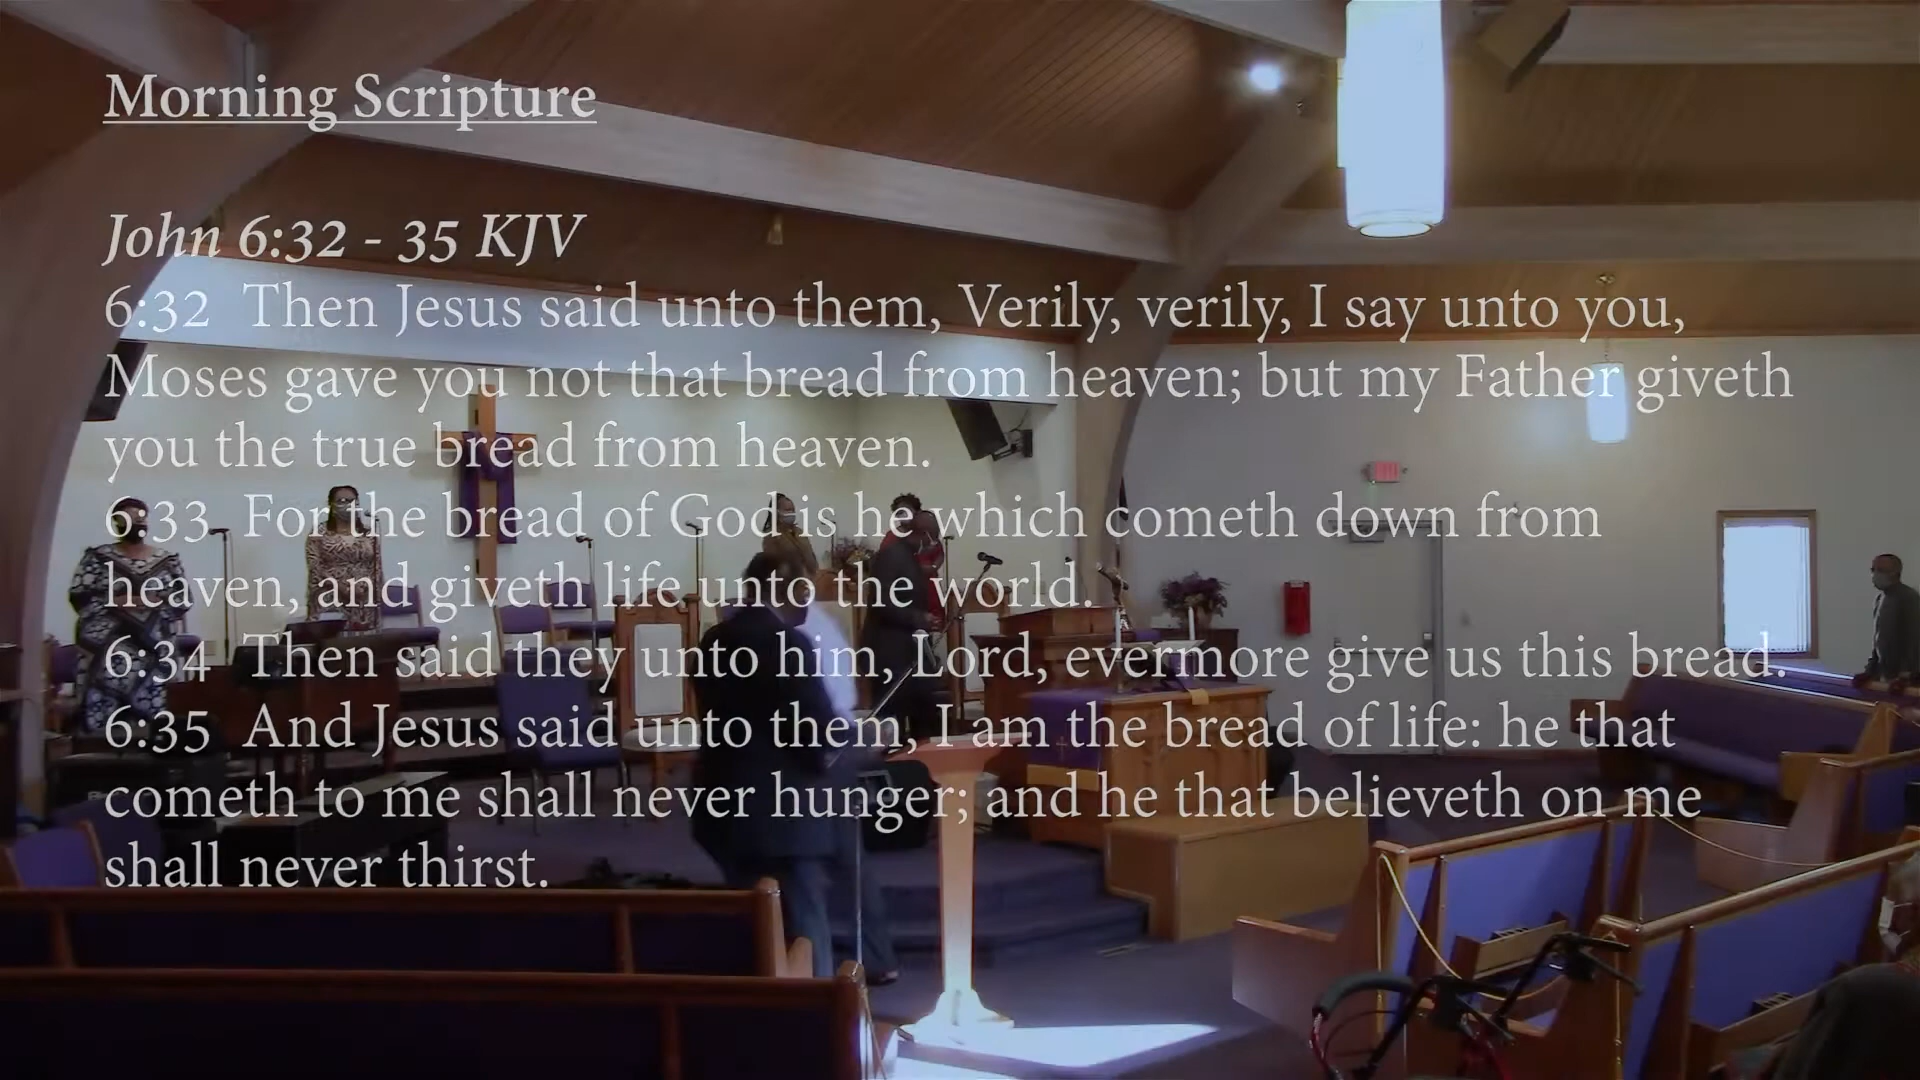 Morning Scripture
John 6:32 - 35 KJV
6:32 Then Jesus said unto them, Verily, verily, I say unto you,
Moses gave you not that bread from heaven; but my Father giveth
you the true bread from heaven.
6:33 For the bread of God is he which cometh down from
heaven, and giveth life unto the world.
6:34 Then said they unto him, Lord, evermore give us this bread.
6:35 And Jesus said unto them, I am the bread of life: he that
cometh to me shall never hunger; and he that believeth on me
shall never thirst.